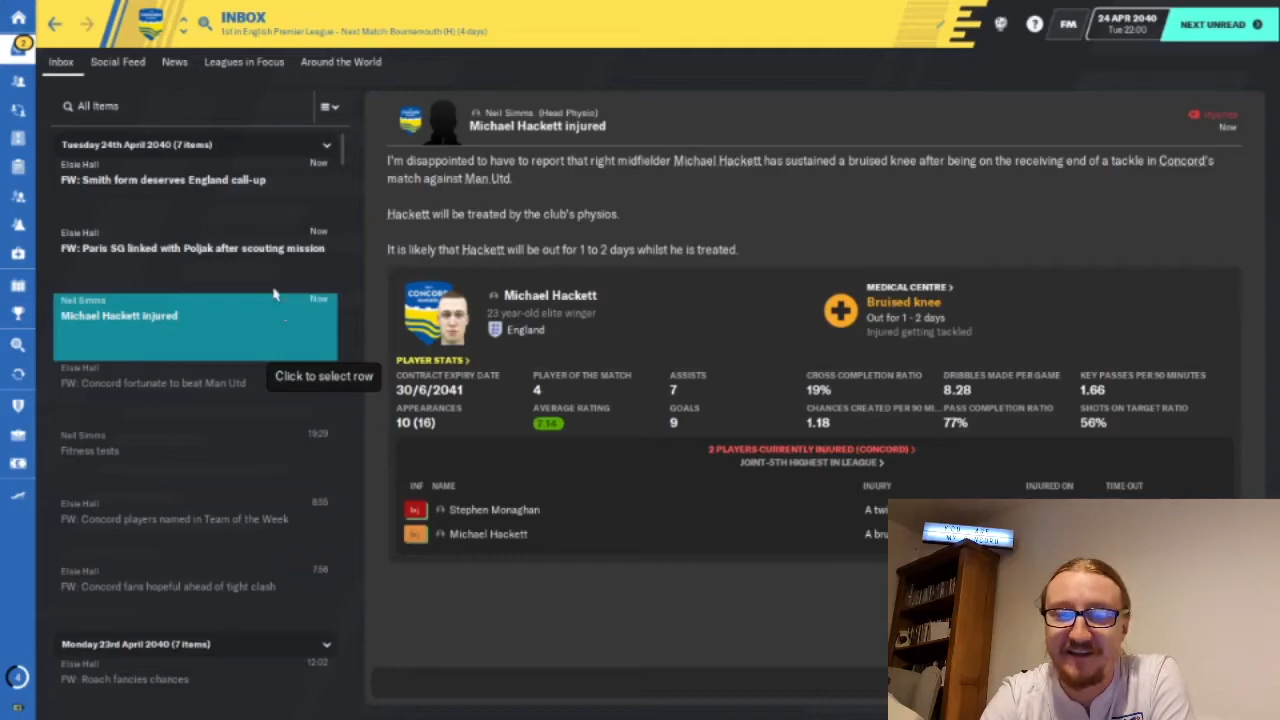 INBOX
1st in English Premier League - Next Match: Bournemouth (H) (4 days)
FM
24 APR 2040
Tue 22:00
NEXT UNREAD
2
Inbox
Social Feed
News
Leagues in Focus
Around the World
All Items
Tuesday 24th April 2040 (7 items)
Elsie Hall
Now
FW: Smith form deserves England call-up
Elsie Hall
Now
FW: Paris SG linked with Poljak after scouting mission
Neil Simms
Now
Michael Hackett injured
Elsie Hall
FW: Concord fortunate to beat Man Utd
Click to select row
Neil Simms
19:29
Fitness tests
Elsie Hall
8:55
FW: Concord players named in Team of the Week
Elsie Hall
7:56
FW: Concord fans hopeful ahead of tight clash
Monday 23rd April 2040 (7 items)
Elsie Hall
12:02
FW: Roach fancies chances
4
Neil Simms (Head Physio)
Michael Hackett injured
Injuries
Now
I'm disappointed to have to report that right midfielder Michael Hackett has sustained a bruised knee after being on the receiving end of a tackle in Concord's
match against Man Utd.
Hackett will be treated by the club's physios.
It is likely that Hackett will be out for 1 to 2 days whilst he is treated.
CONCORD
Michael Hackett
23 year-old elite winger
England
MEDICAL CENTRE >
Bruised knee
Out for 1 - 2 days
Injured getting tackled
PLAYER STATS >
CONTRACT EXPIRY DATE
PLAYER OF THE MATCH
ASSISTS
CROSS COMPLETION RATIO
DRIBBLES MADE PER GAME
KEY PASSES PER 90 MINUTES
30/6/2041
4
7
19%
8.28
1.66
APPEARANCES
AVERAGE RATING
GOALS
CHANCES CREATED PER 90 MI...
PASS COMPLETION RATIO
SHOTS ON TARGET RATIO
10 (16)
7.14
9
1.18
77%
56%
2 PLAYERS CURRENTLY INJURED (CONCORD) >
JOINT-5TH HIGHEST IN LEAGUE >
INF
NAME
INJURY
INJURED ON
TIME OUT
Inj
Stephen Monaghan
A twi
Inj
Michael Hackett
A bru